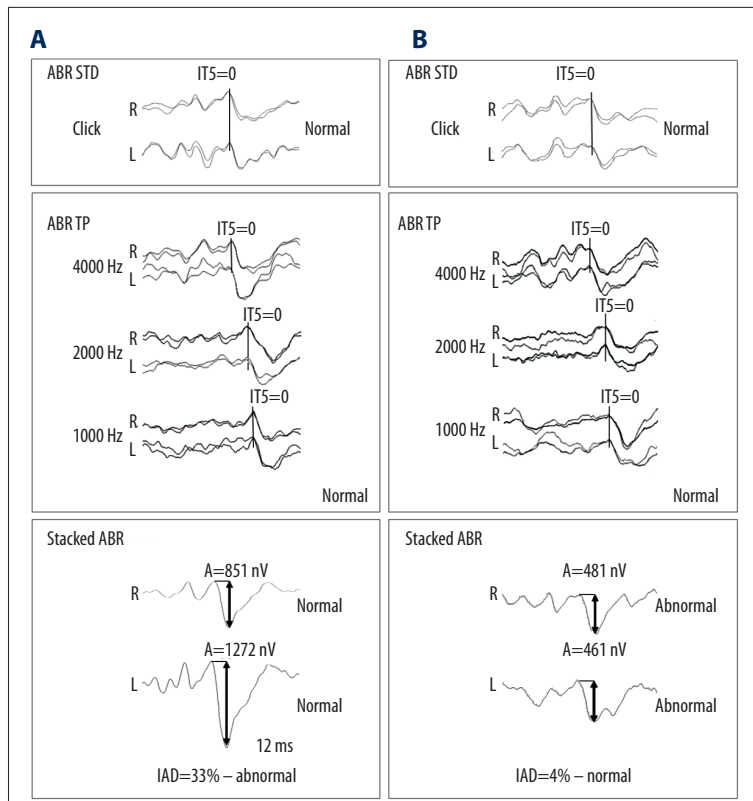 A
ABR STD
IT5=0
R
Click
Normal
L
ABR TP
IT5=0
R
4000 Hz
L
IT5=0
R
2000 Hz
L
IT5=0
R
1000 Hz
L
Normal
Stacked ABR
A=851 nV
R
Normal
A=1272 nV
L
Normal
12 ms
IAD=33% – abnormal
B
ABR STD
IT5=0
R
Click
Normal
L
ABR TP
IT5=0
R
4000 Hz
L
IT5=0
R
2000 Hz
L
IT5=0
R
1000 Hz
L
Normal
Stacked ABR
A=481 nV
R
Abnormal
A=461 nV
L
Abnormal
IAD=4% – normal